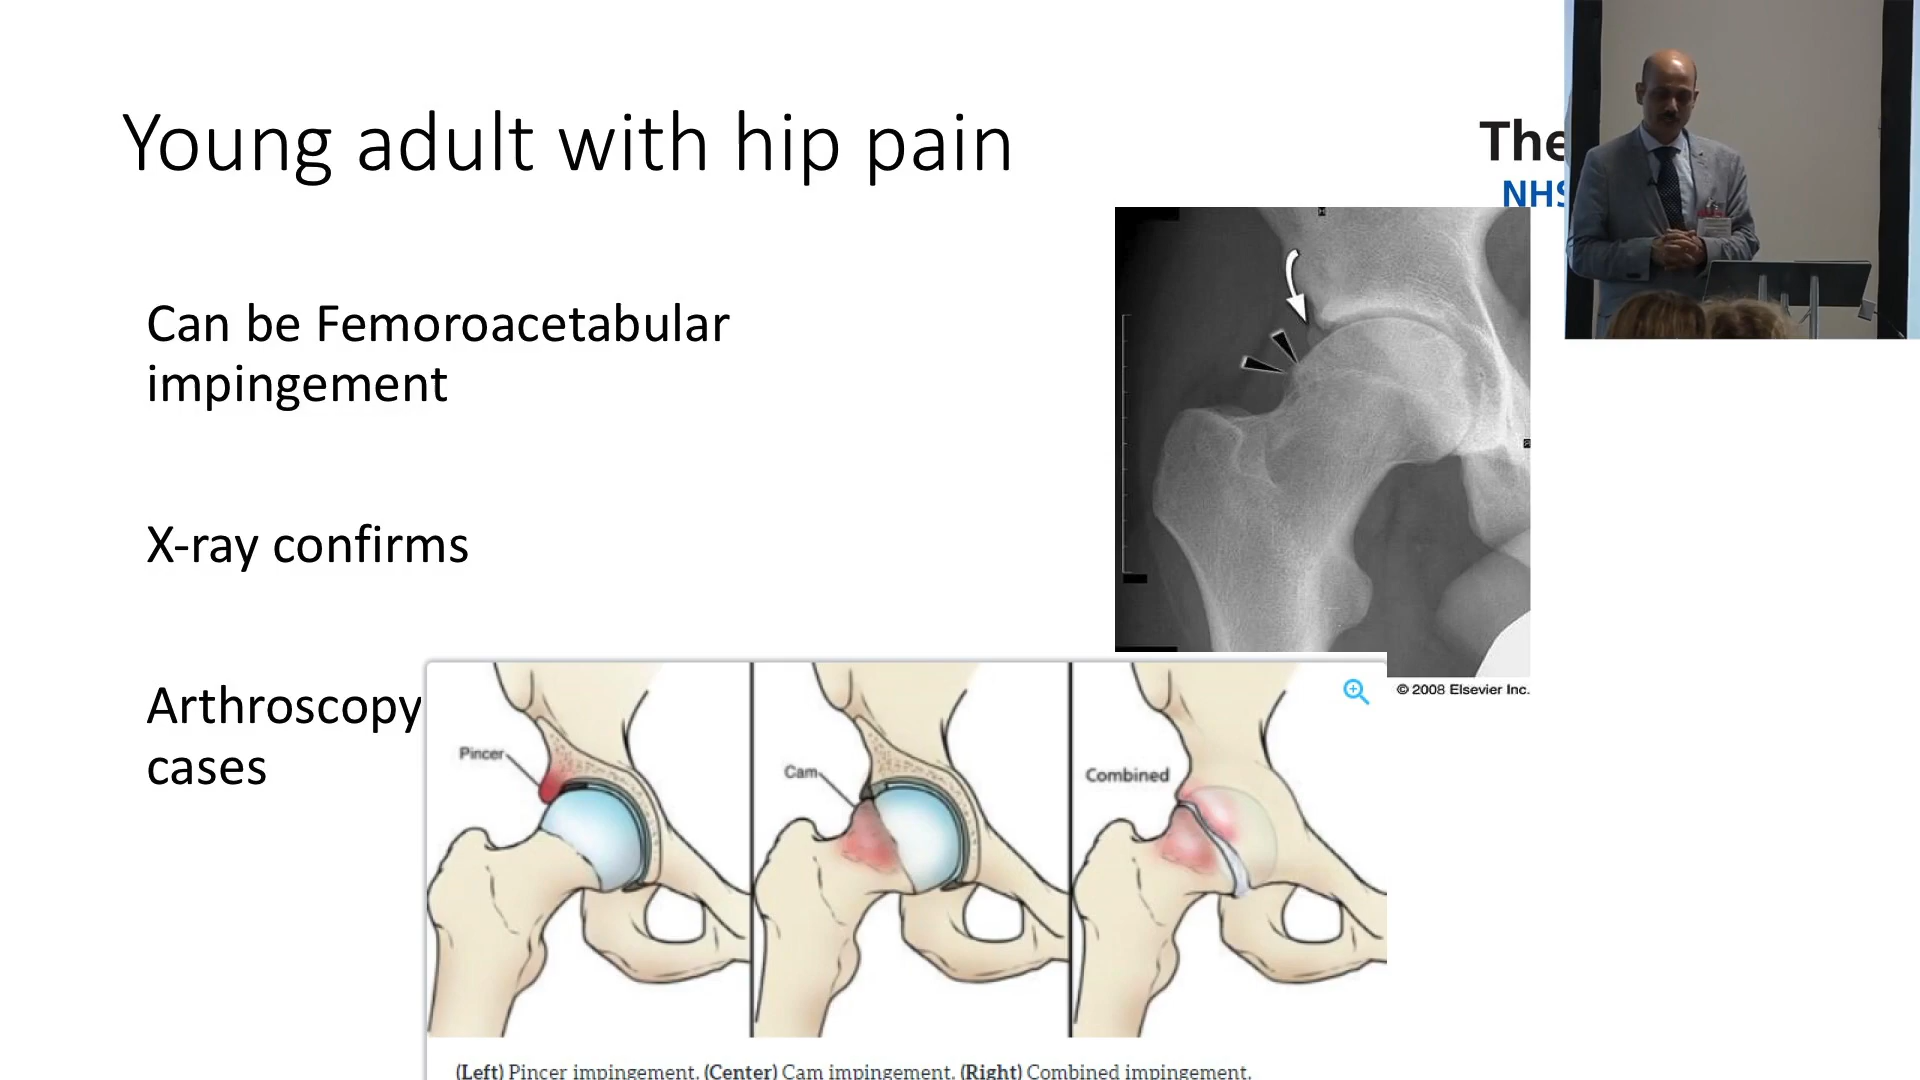 Young adult with hip pain
The
NHS
Can be Femoroacetabular
impingement
X-ray confirms
Arthroscopy
cases
© 2008 Elsevier Inc.
Pincer
Cam
Combined
(Left) Pincer impingement. (Center) Cam impingement. (Right) Combined impingement.